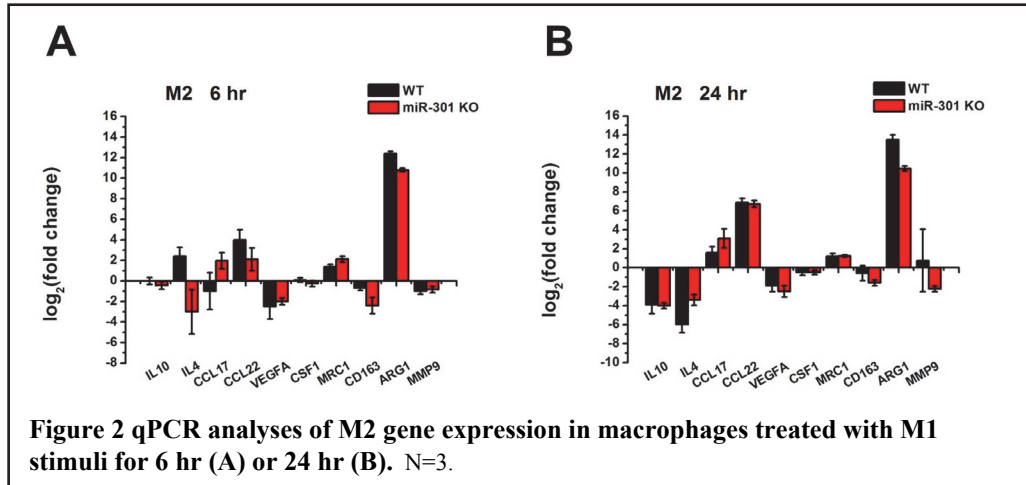 A
M2 6 hr
WT
miR-301 KO
log2(fold change)
16
14
12
10
8
6
4
2
0
-2
-4
-6
-8
IL10
IL4
CCL17
CCL22
VEGFA
CSF1
MRC1
CD163
ARG1
MMP9
B
M2 24 hr
WT
miR-301 KO
log2(fold change)
16
14
12
10
8
6
4
2
0
-2
-4
-6
-8
-10
IL10
IL4
CCL17
CCL22
VEGFA
CSF1
MRC1
CD163
ARG1
MMP9
Figure 2 qPCR analyses of M2 gene expression in macrophages treated with M1
stimuli for 6 hr (A) or 24 hr (B). N=3.